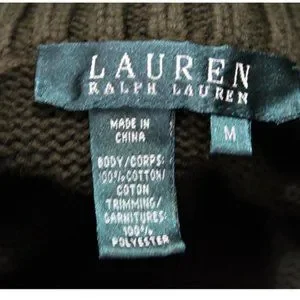 LAUREN
RALPH LAUREN
M
MADE IN
CHINA
BODY/CORPS:
100%COTTON/
COTON
TRIMMING/
GARNITURES:
100%
POLYESTER